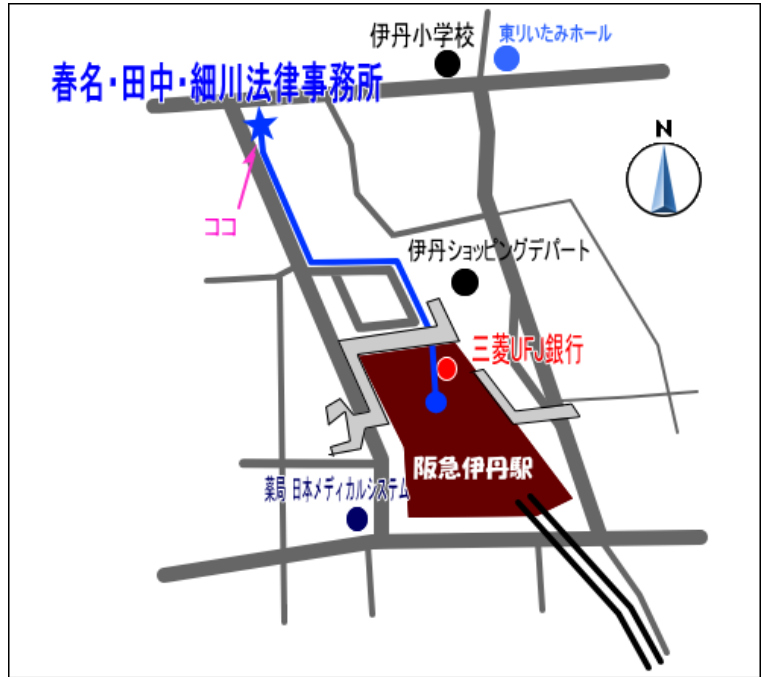 伊丹小学校
東リいたみホール
春名・田中・細川法律事務所
N
ココ
伊丹ショッピングデパート
三菱UFJ銀行
阪急伊丹駅
薬局 日本メディカルシステム